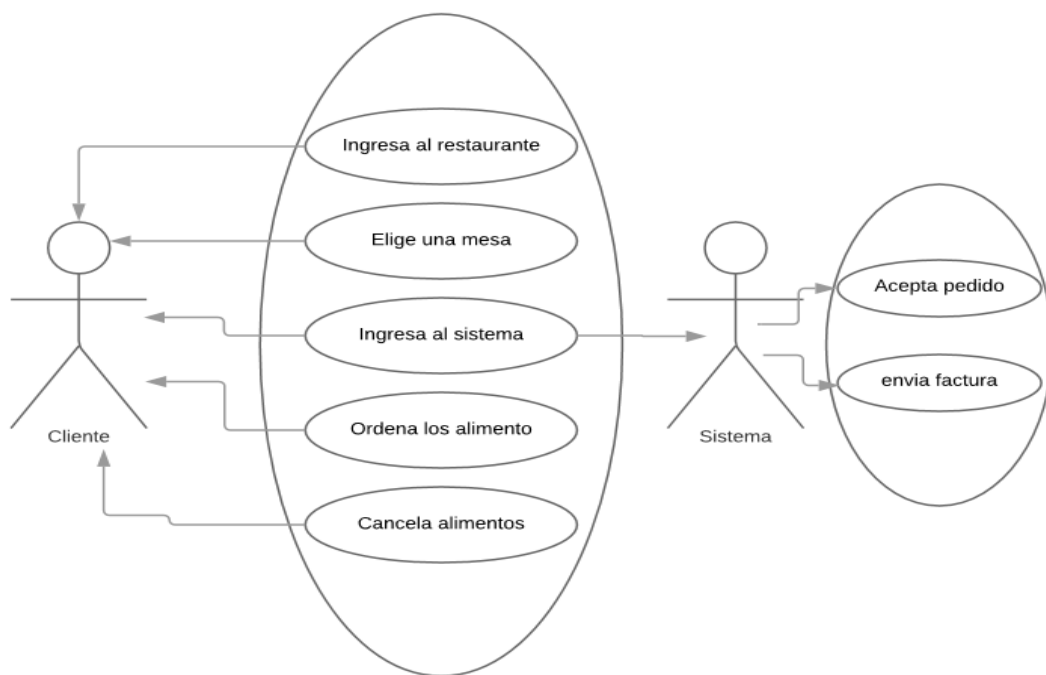 Ingresa al restaurante
Elige una mesa
Ingresa al sistema
Ordena los alimento
Cancela alimentos
Cliente
Sistema
Acepta pedido
envia factura